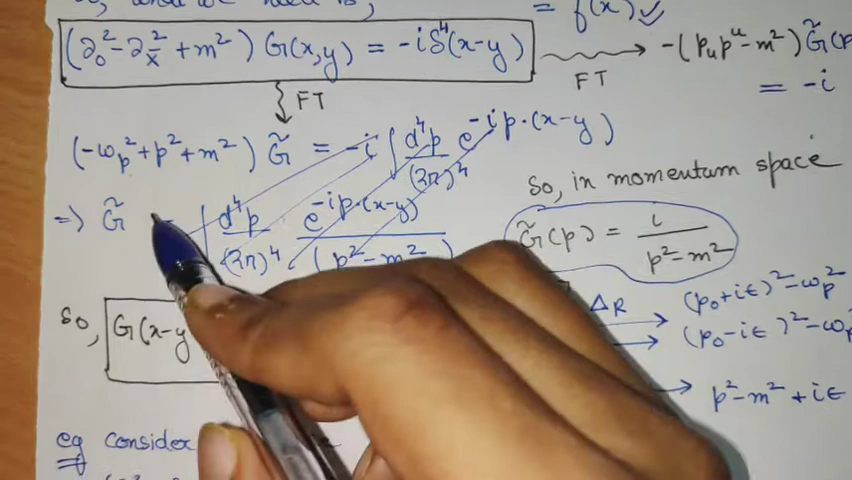 = f(x) ✓
(∂₀² - ∂²/x + m²) G(x,y) = -iδ⁴(x-y)
FT
-(pμ p^μ - m²) G̃(p
= -i
FT
(-ωp² + p² + m²) G̃ = -i ∫ d⁴p/(2π)⁴ e^{-ip·(x-y)}
⇒ G̃ = ∫ d⁴p/(2π)⁴ e^{-ip·(x-y)}/(p²-m²)
So, in momentum space
G̃(p) = i/(p²-m²)
So, G(x-y
ΔR
(p₀+iε)² - ωp²
(p₀-iε)² - ωp
p²-m²+iε
eg Consider